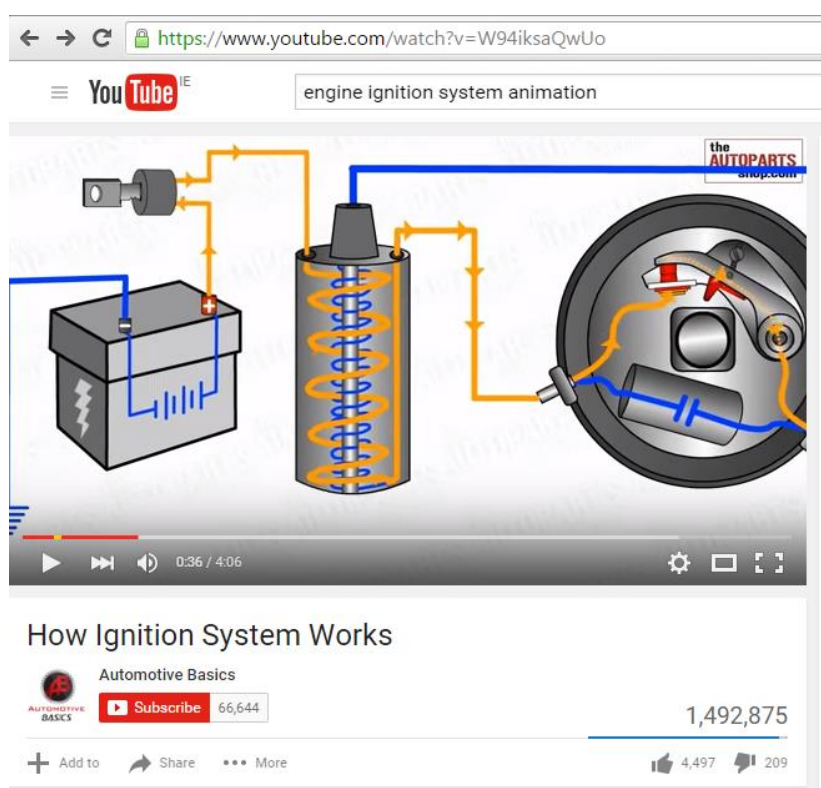 https://www.youtube.com/watch?v=W94iksaQwUo
YouTube IE
engine ignition system animation
the
AUTOPARTS
shop.com
+
0:36 / 4:06
How Ignition System Works
Automotive Basics
AUTOMOTIVE
BASICS
Subscribe 66,644
1,492,875
Add to Share More
4,497 209